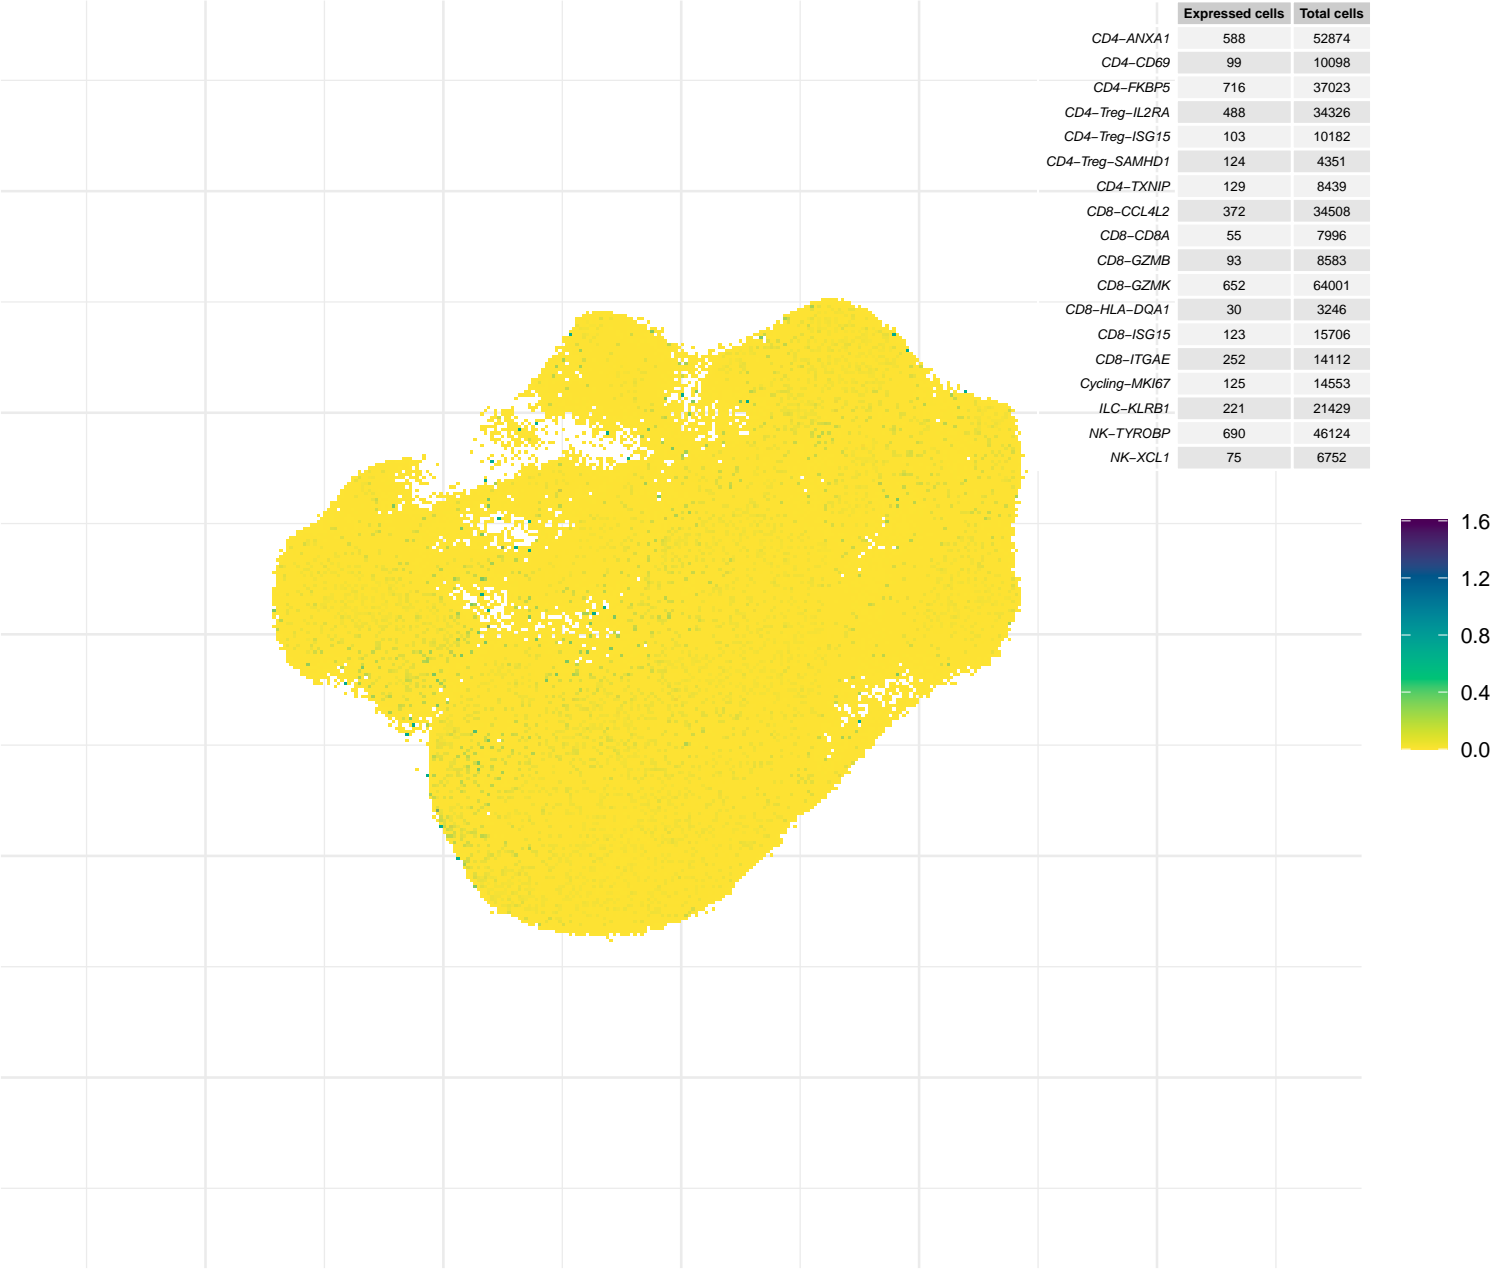 Expressed cells Total cells
CD4−ANXA1 588 52874
CD4−CD69 99 10098
CD4−FKBP5 716 37023
CD4−Treg−IL2RA 488 34326
CD4−Treg−ISG15 103 10182
CD4−Treg−SAMHD1 124 4351
CD4−TXNIP 129 8439
CD8−CCL4L2 372 34508
CD8−CD8A 55 7996
CD8−GZMB 93 8583
CD8−GZMK 652 64001
CD8−HLA−DQA1 30 3246
CD8−ISG15 123 15706
CD8−ITGAE 252 14112
Cycling−MKI67 125 14553
ILC−KLRB1 221 21429
NK−TYROBP 690 46124
NK−XCL1 75 6752
1.6
1.2
0.8
0.4
0.0